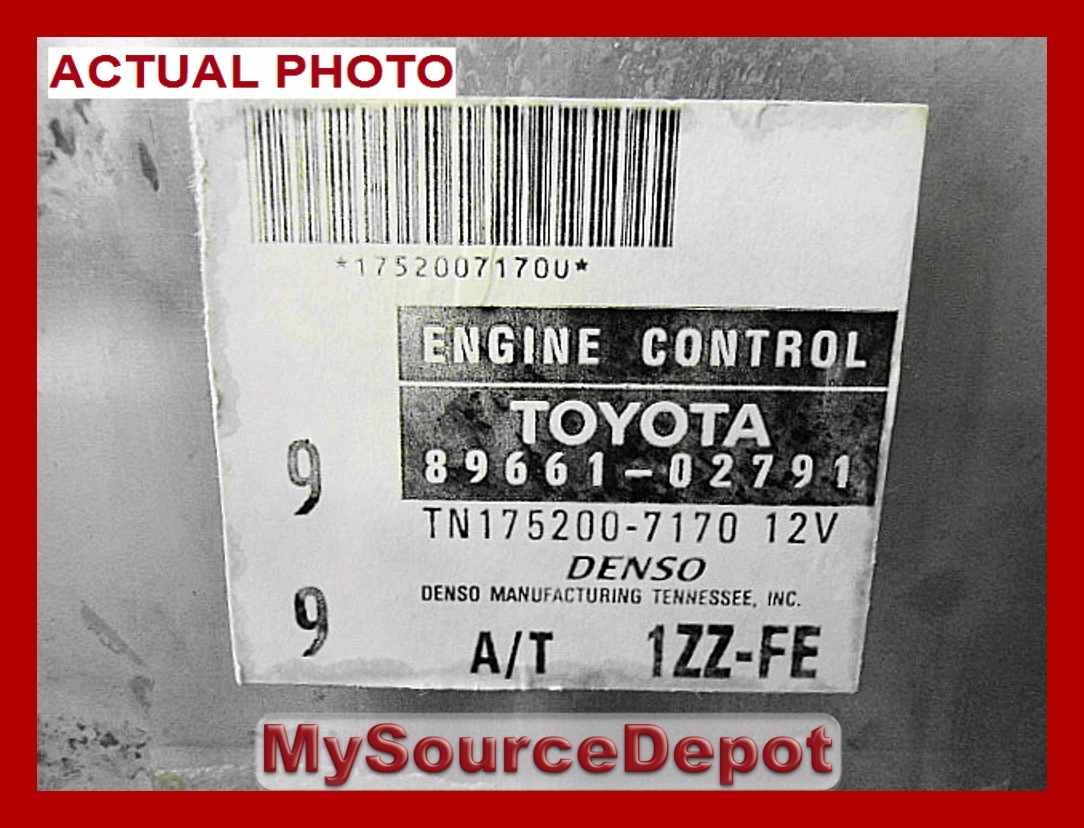 ACTUAL PHOTO
*1752007170U*
ENGINE CONTROL
TOYOTA
9
89661-02791
TN175200-7170 12V
DENSO
DENSO MANUFACTURING TENNESSEE, INC.
9
A/T 1ZZ-FE
MySourceDepot